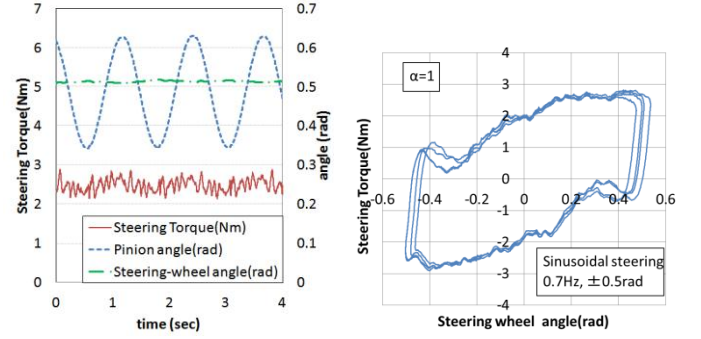 7
6
5
4
3
2
1
0
Steering Torque(Nm)
0.7
0.6
0.5
0.4
0.3
0.2
0.1
0
angle (rad)
Steering Torque(Nm)
Pinion angle(rad)
Steering-wheel angle(rad)
0 1 2 3 4
time (sec)
α=1
4
3
2
1
0
-1
-2
-3
-4
Steering Torque(Nm)
-0.6 -0.4 -0.2 0 0.2 0.4 0.6
Sinusoidal steering
0.7Hz, ±0.5rad
Steering wheel angle(rad)